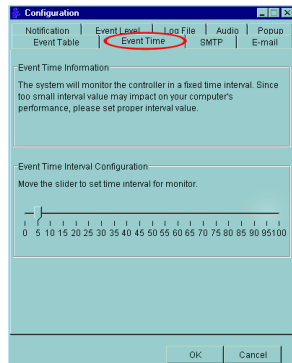 Configuration
Notification Event Level Log File Audio Popup
Event Table Event Time SMTP E-mail
Event Time Information
The system will monitor the controller in a fixed time interval. Since
too small interval value may impact on your computer's
performance, please set proper interval value.
Event Time Interval Configuration
Move the slider to set time interval for monitor.
0 5 10 15 20 25 30 35 40 45 50 55 60 65 70 75 80 85 90 95100
OK Cancel